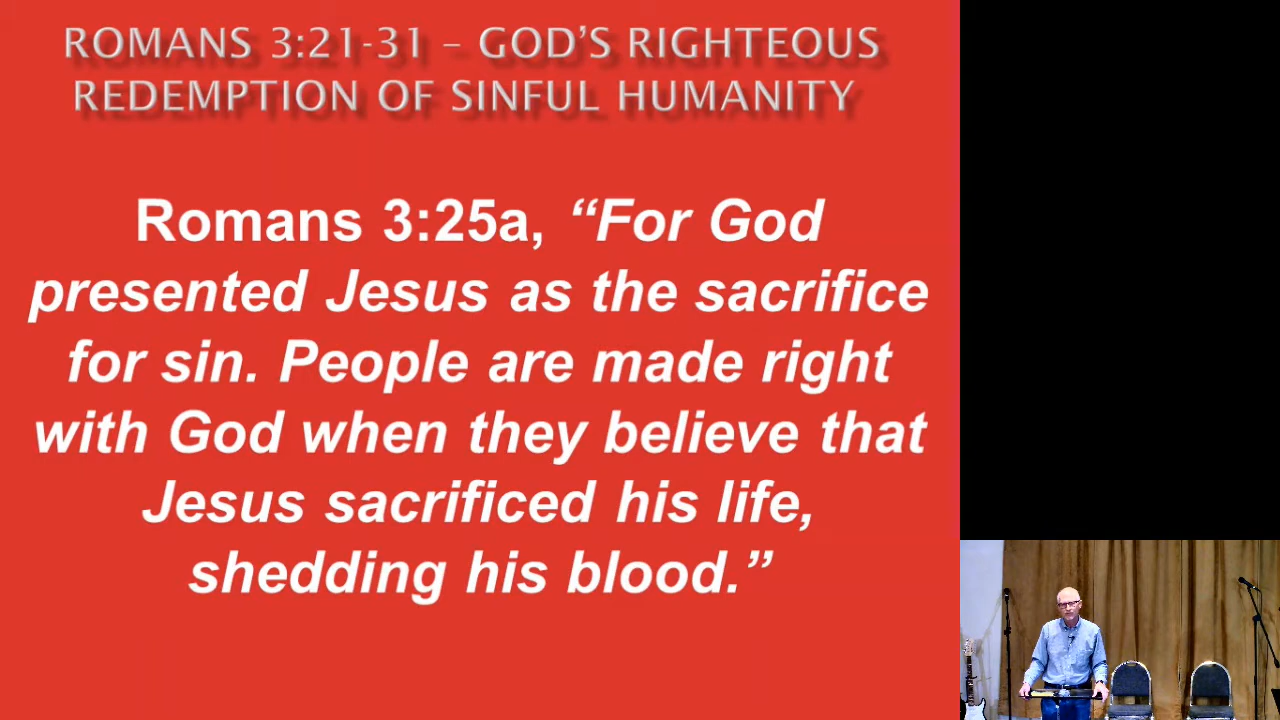 ROMANS 3:21-31 – GOD’S RIGHTEOUS
REDEMPTION OF SINFUL HUMANITY
Romans 3:25a, “For God
presented Jesus as the sacrifice
for sin. People are made right
with God when they believe that
Jesus sacrificed his life,
shedding his blood.”